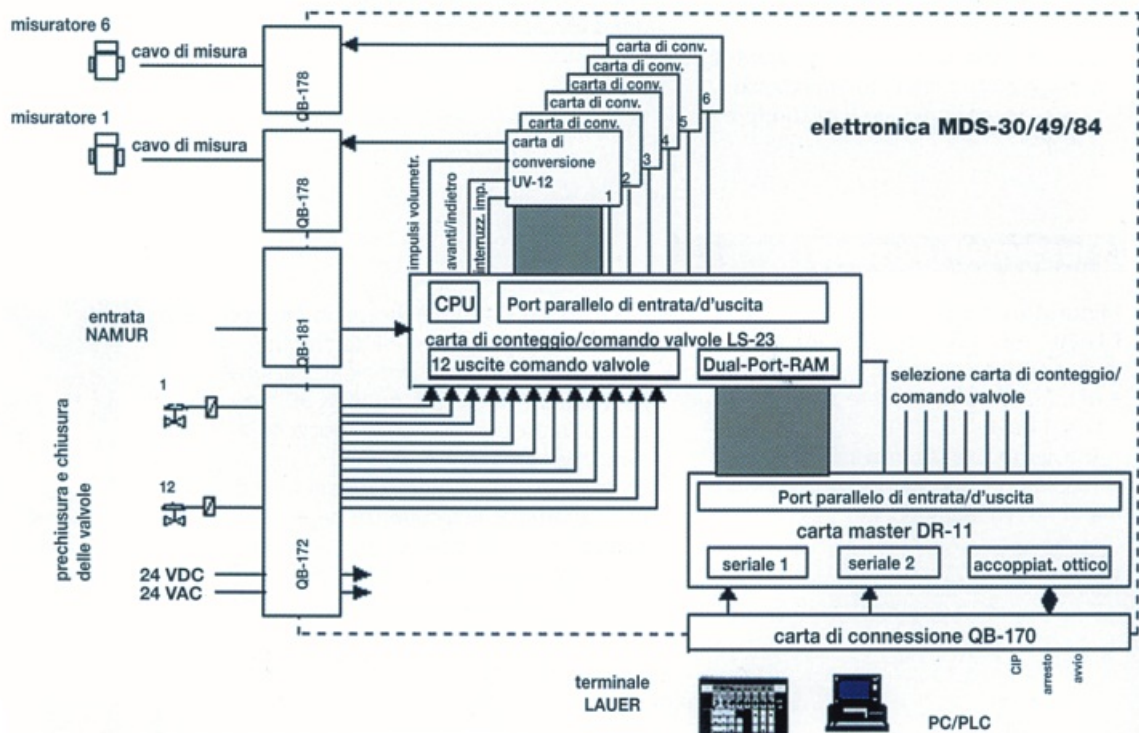 misuratore 6
cavo di misura
QB-178
misuratore 1
cavo di misura
QB-178
carta di conv.
6
carta di conv.
5
carta di conv.
4
carta di conv.
3
carta di conv.
2
carta di
conversione
UV-12
1
elettronica MDS-30/49/84
impulsi volumetr.
avanti/indietro
interruzz. imp.
entrata
NAMUR
QB-181
CPU
Port parallelo di entrata/d'uscita
carta di conteggio/comando valvole LS-23
12 uscite comando valvole
Dual-Port-RAM
selezione carta di conteggio/
comando valvole
prechiusura e chiusura
delle valvole
1
12
24 VDC
24 VAC
QB-172
Port parallelo di entrata/d'uscita
carta master DR-11
seriale 1
seriale 2
accoppiat. ottico
carta di connessione QB-170
CIP
arresto
avvio
terminale
LAUER
PC/PLC